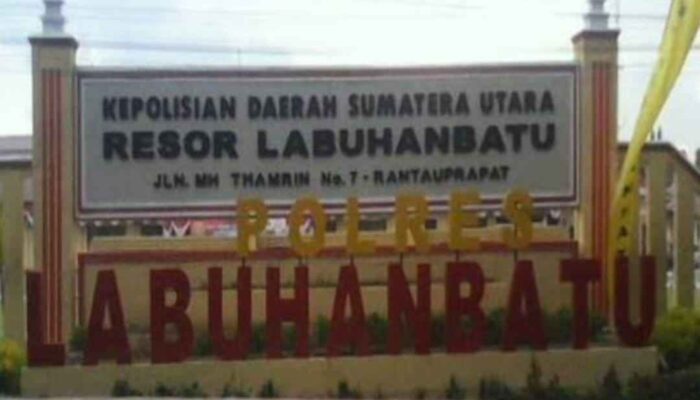 KEPOLISIAN DAERAH SUMATERA UTARA
RESOR LABUHANBATU
JLN. MH THAMRIN No. 7 - RANTAUPRAPAT
POLRES
LABUHANBATU